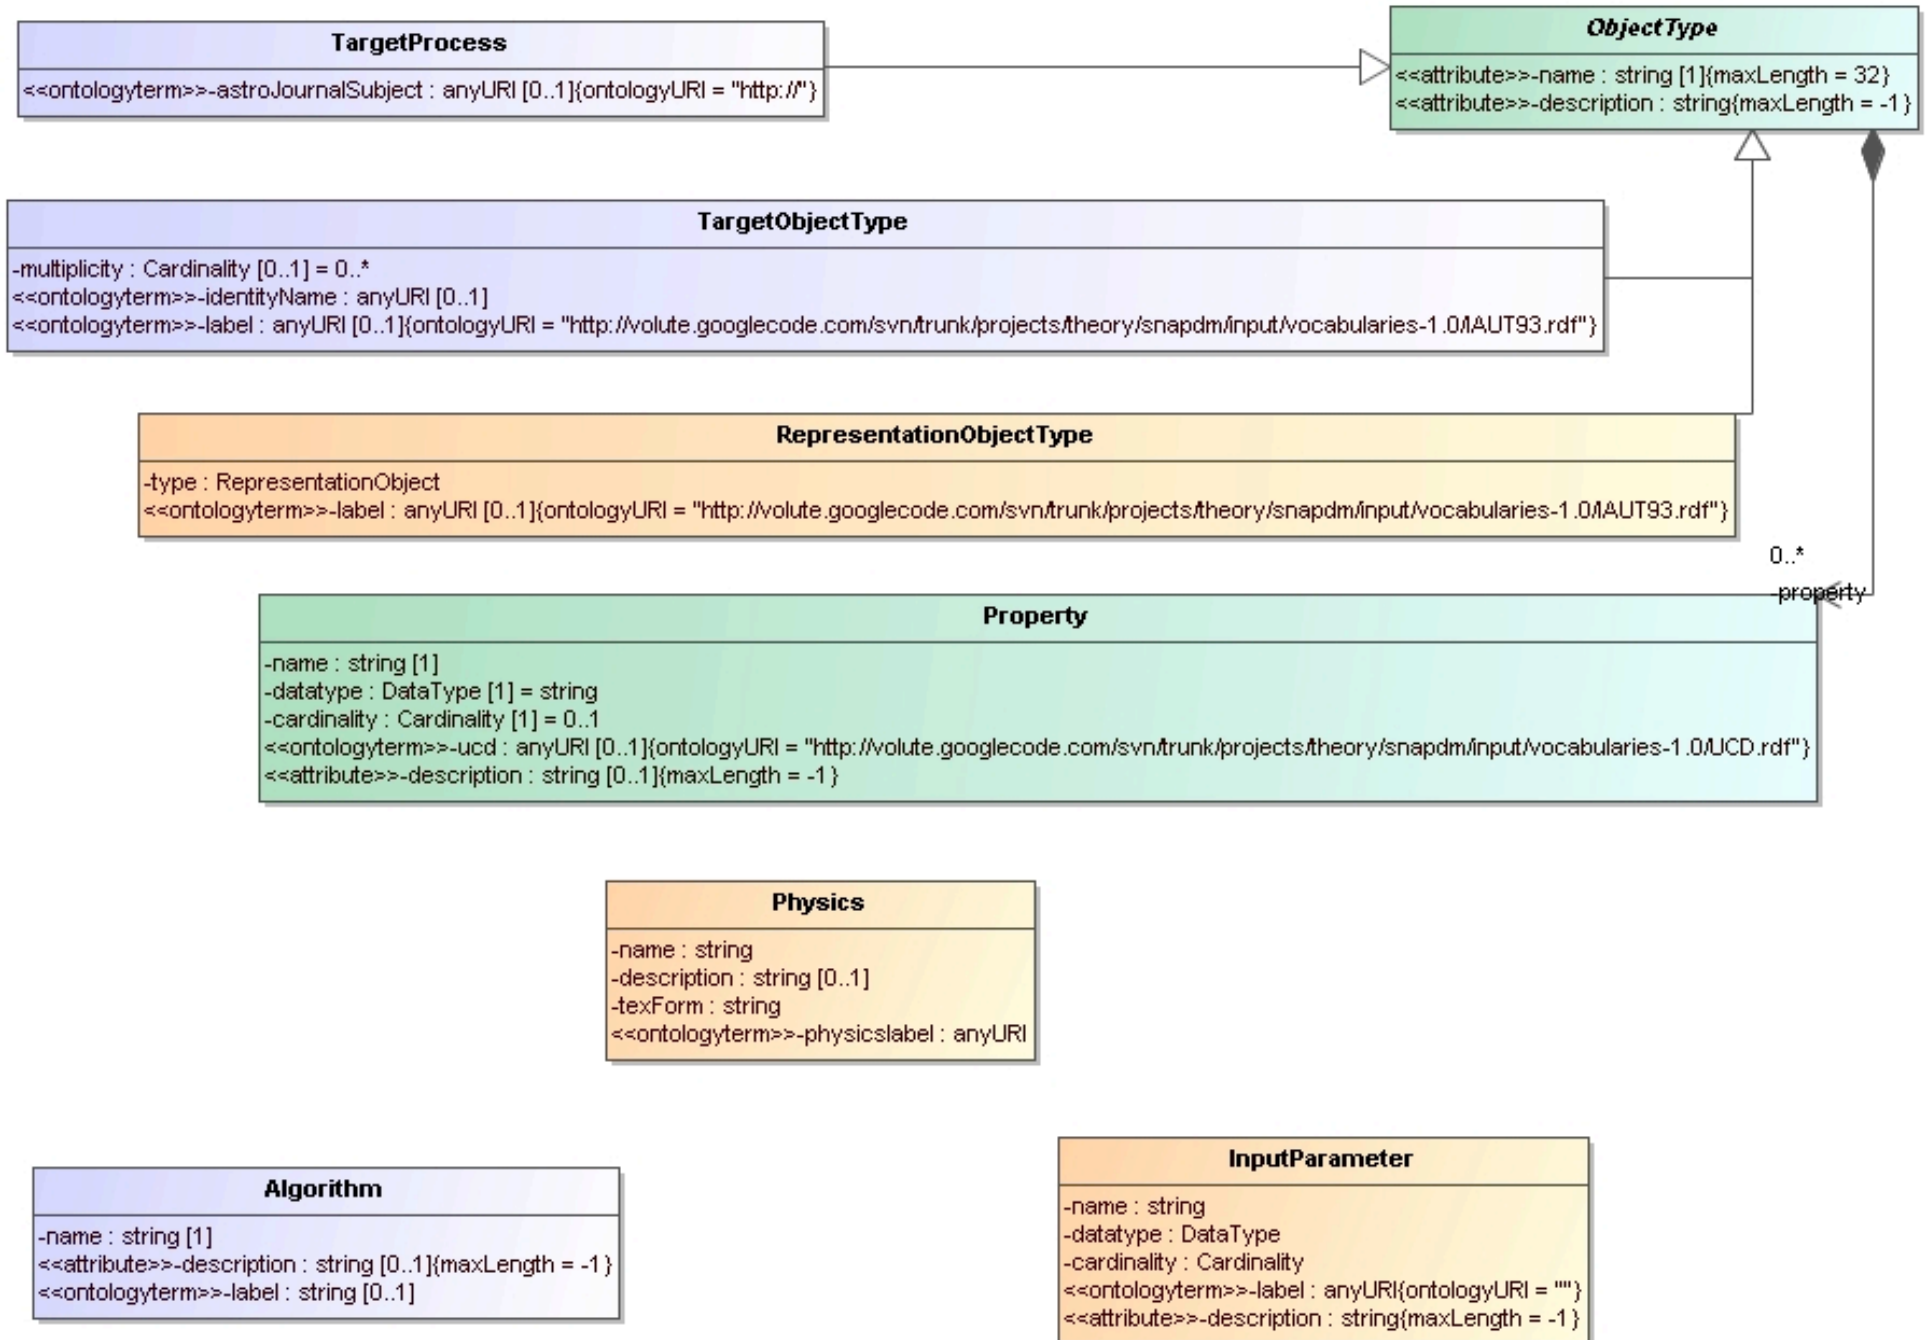 TargetProcess
<<ontologyterm>>-astroJournalSubject : anyURI [0..1]{ontologyURI = "http://"}
ObjectType
<<attribute>>-name : string [1]{maxLength = 32}
<<attribute>>-description : string{maxLength = -1}
TargetObjectType
-multiplicity : Cardinality [0..1] = 0..*
<<ontologyterm>>-identityName : anyURI [0..1]
<<ontologyterm>>-label : anyURI [0..1]{ontologyURI = "http://volute.googlecode.com/svn/trunk/projects/theory/snapdm/input/vocabularies-1.0/IAUT93.rdf"}
RepresentationObjectType
-type : RepresentationObject
<<ontologyterm>>-label : anyURI [0..1]{ontologyURI = "http://volute.googlecode.com/svn/trunk/projects/theory/snapdm/input/vocabularies-1.0/IAUT93.rdf"}
0..*
-property
Property
-name : string [1]
-datatype : DataType [1] = string
-cardinality : Cardinality [1] = 0..1
<<ontologyterm>>-ucd : anyURI [0..1]{ontologyURI = "http://volute.googlecode.com/svn/trunk/projects/theory/snapdm/input/vocabularies-1.0/UCD.rdf"}
<<attribute>>-description : string [0..1]{maxLength = -1}
Physics
-name : string
-description : string [0..1]
-texForm : string
<<ontologyterm>>-physicslabel : anyURI
Algorithm
-name : string [1]
<<attribute>>-description : string [0..1]{maxLength = -1}
<<ontologyterm>>-label : string [0..1]
InputParameter
-name : string
-datatype : DataType
-cardinality : Cardinality
<<ontologyterm>>-label : anyURI{ontologyURI = ""}
<<attribute>>-description : string{maxLength = -1}